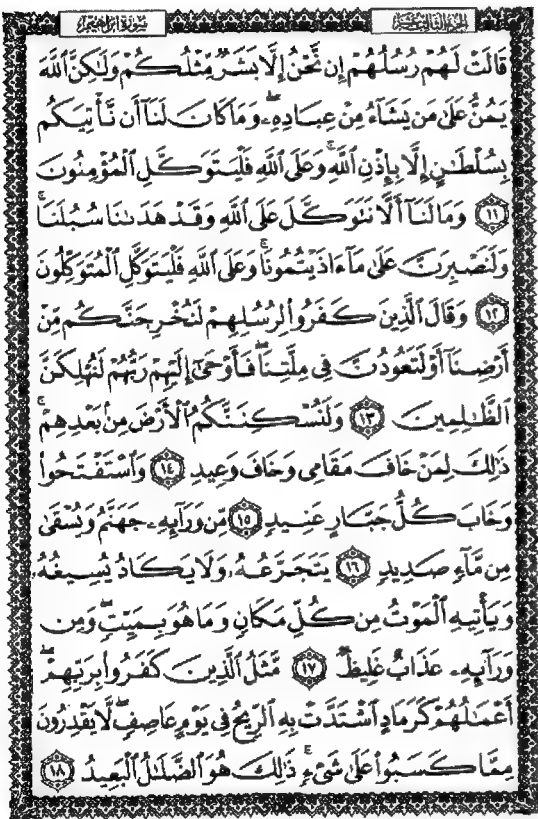 الجزء الثالث عشر
سورة إبراهيم
قَالَتْ لَهُمْ رُسُلُهُمْ إِن نَّحْنُ إِلَّا بَشَرٌ مِّثْلُكُمْ وَلَٰكِنَّ ٱللَّهَ
يَمُنُّ عَلَىٰ مَن يَشَآءُ مِنْ عِبَادِهِۦ ۖ وَمَا كَانَ لَنَآ أَن نَّأْتِيَكُم
بِسُلْطَٰنٍ إِلَّا بِإِذْنِ ٱللَّهِ ۚ وَعَلَى ٱللَّهِ فَلْيَتَوَكَّلِ ٱلْمُؤْمِنُونَ
١١ وَمَا لَنَآ أَلَّا نَتَوَكَّلَ عَلَى ٱللَّهِ وَقَدْ هَدَىٰنَا سُبُلَنَا ۚ
وَلَنَصْبِرَنَّ عَلَىٰ مَآ ءَاذَيْتُمُونَا ۚ وَعَلَى ٱللَّهِ فَلْيَتَوَكَّلِ ٱلْمُتَوَكِّلُونَ
١٢ وَقَالَ ٱلَّذِينَ كَفَرُوا۟ لِرُسُلِهِمْ لَنُخْرِجَنَّكُم مِّنْ
أَرْضِنَآ أَوْ لَتَعُودُنَّ فِى مِلَّتِنَا ۖ فَأَوْحَىٰٓ إِلَيْهِمْ رَبُّهُمْ لَنُهْلِكَنَّ
ٱلظَّٰلِمِينَ ١٣ وَلَنُسْكِنَنَّكُمُ ٱلْأَرْضَ مِنۢ بَعْدِهِمْ ۚ
ذَٰلِكَ لِمَنْ خَافَ مَقَامِى وَخَافَ وَعِيدِ ١٤ وَٱسْتَفْتَحُوا۟
وَخَابَ كُلُّ جَبَّارٍ عَنِيدٍ ١٥ مِّن وَرَآئِهِۦ جَهَنَّمُ وَيُسْقَىٰ
مِن مَّآءٍ صَدِيدٍ ١٦ يَتَجَرَّعُهُۥ وَلَا يَكَادُ يُسِيغُهُۥ
وَيَأْتِيهِ ٱلْمَوْتُ مِن كُلِّ مَكَانٍ وَمَا هُوَ بِمَيِّتٍ ۖ وَمِن
وَرَآئِهِۦ عَذَابٌ غَلِيظٌ ١٧ مَّثَلُ ٱلَّذِينَ كَفَرُوا۟ بِرَبِّهِمْ ۖ
أَعْمَٰلُهُمْ كَرَمَادٍ ٱشْتَدَّتْ بِهِ ٱلرِّيحُ فِى يَوْمٍ عَاصِفٍ ۖ لَّا يَقْدِرُونَ
مِمَّا كَسَبُوا۟ عَلَىٰ شَىْءٍ ۚ ذَٰلِكَ هُوَ ٱلضَّلَٰلُ ٱلْبَعِيدُ ١٨